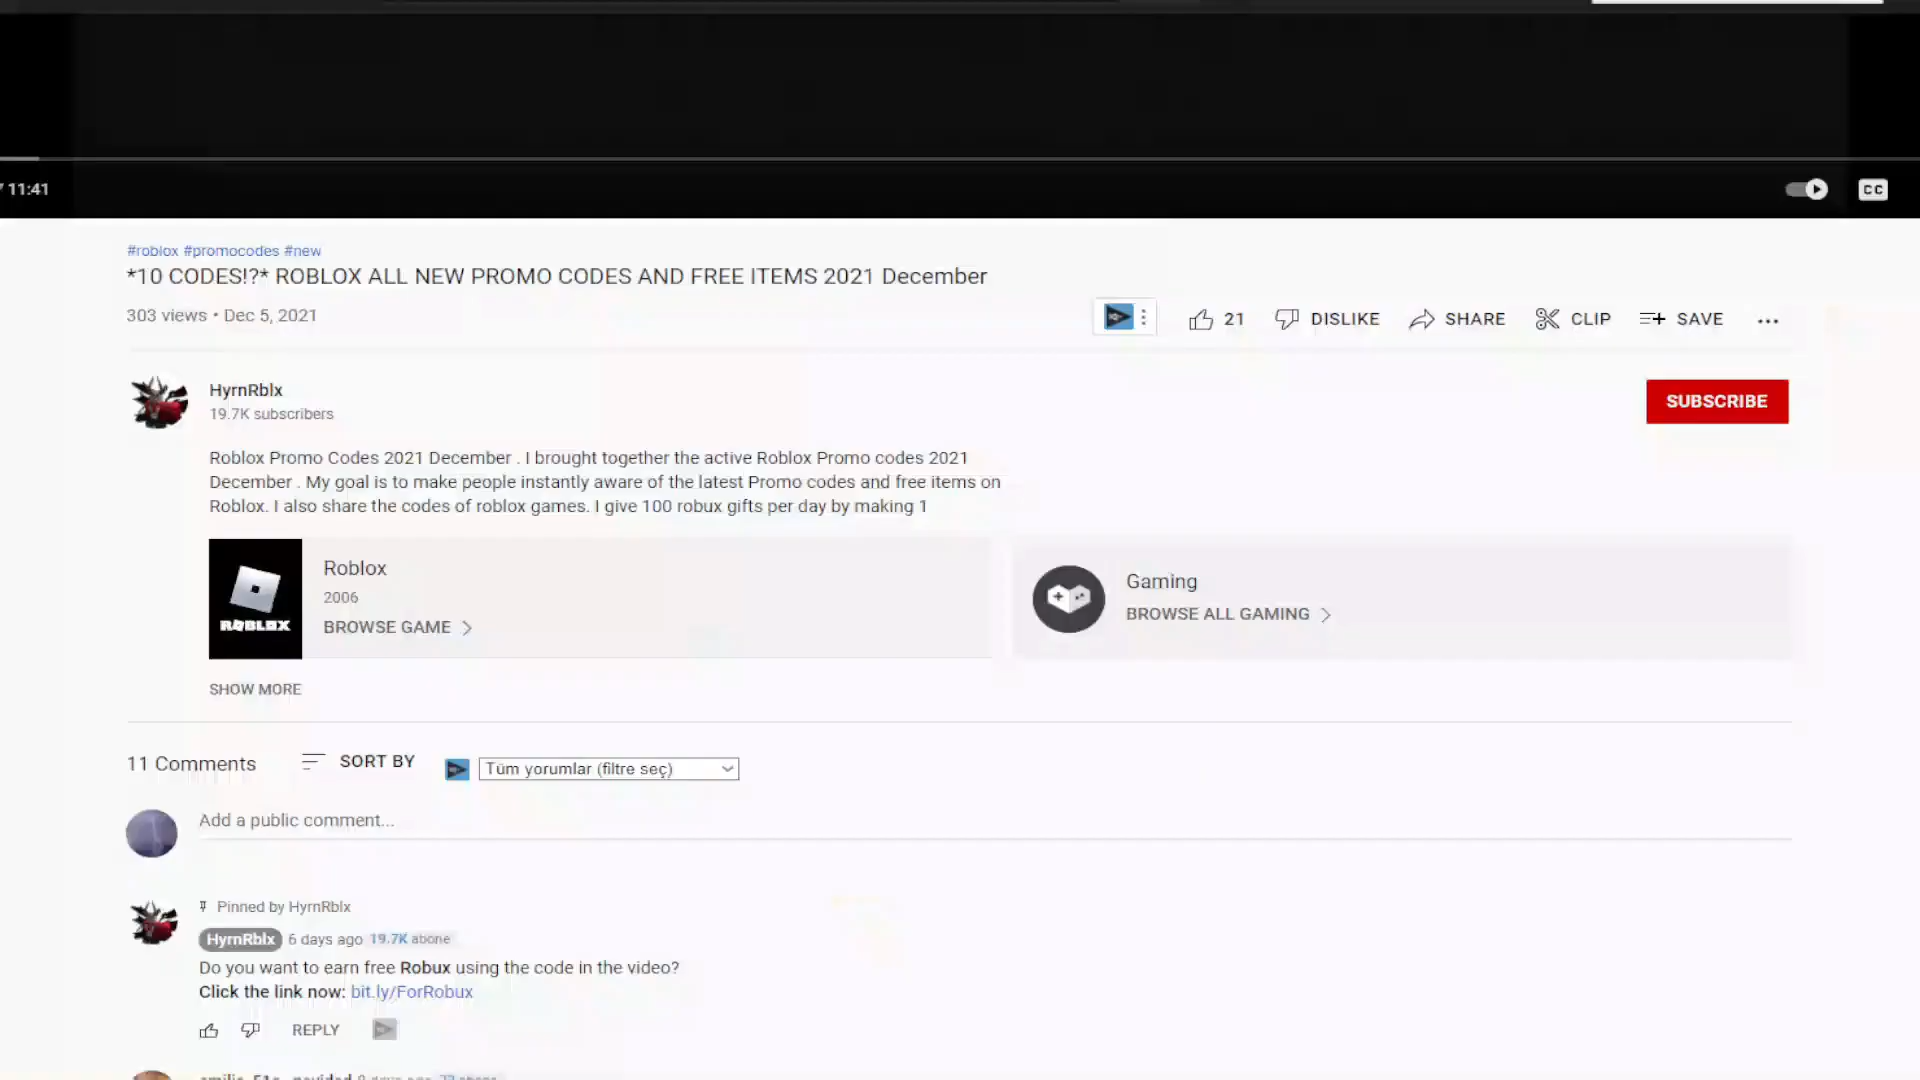 / 11:41
CC
#roblox #promocodes #new
*10 CODES!?* ROBLOX ALL NEW PROMO CODES AND FREE ITEMS 2021 December
303 views • Dec 5, 2021
21 DISLIKE SHARE CLIP SAVE ...
HyrnRblx
19.7K subscribers
SUBSCRIBE
Roblox Promo Codes 2021 December . I brought together the active Roblox Promo codes 2021
December . My goal is to make people instantly aware of the latest Promo codes and free items on
Roblox. I also share the codes of roblox games. I give 100 robux gifts per day by making 1
ROBLOX
Roblox
2006
BROWSE GAME
Gaming
BROWSE ALL GAMING
SHOW MORE
11 Comments SORT BY Tüm yorumlar (filtre seç)
Add a public comment...
Pinned by HyrnRblx
HyrnRblx 6 days ago 19.7K abone
Do you want to earn free Robux using the code in the video?
Click the link now: bit.ly/ForRobux
REPLY